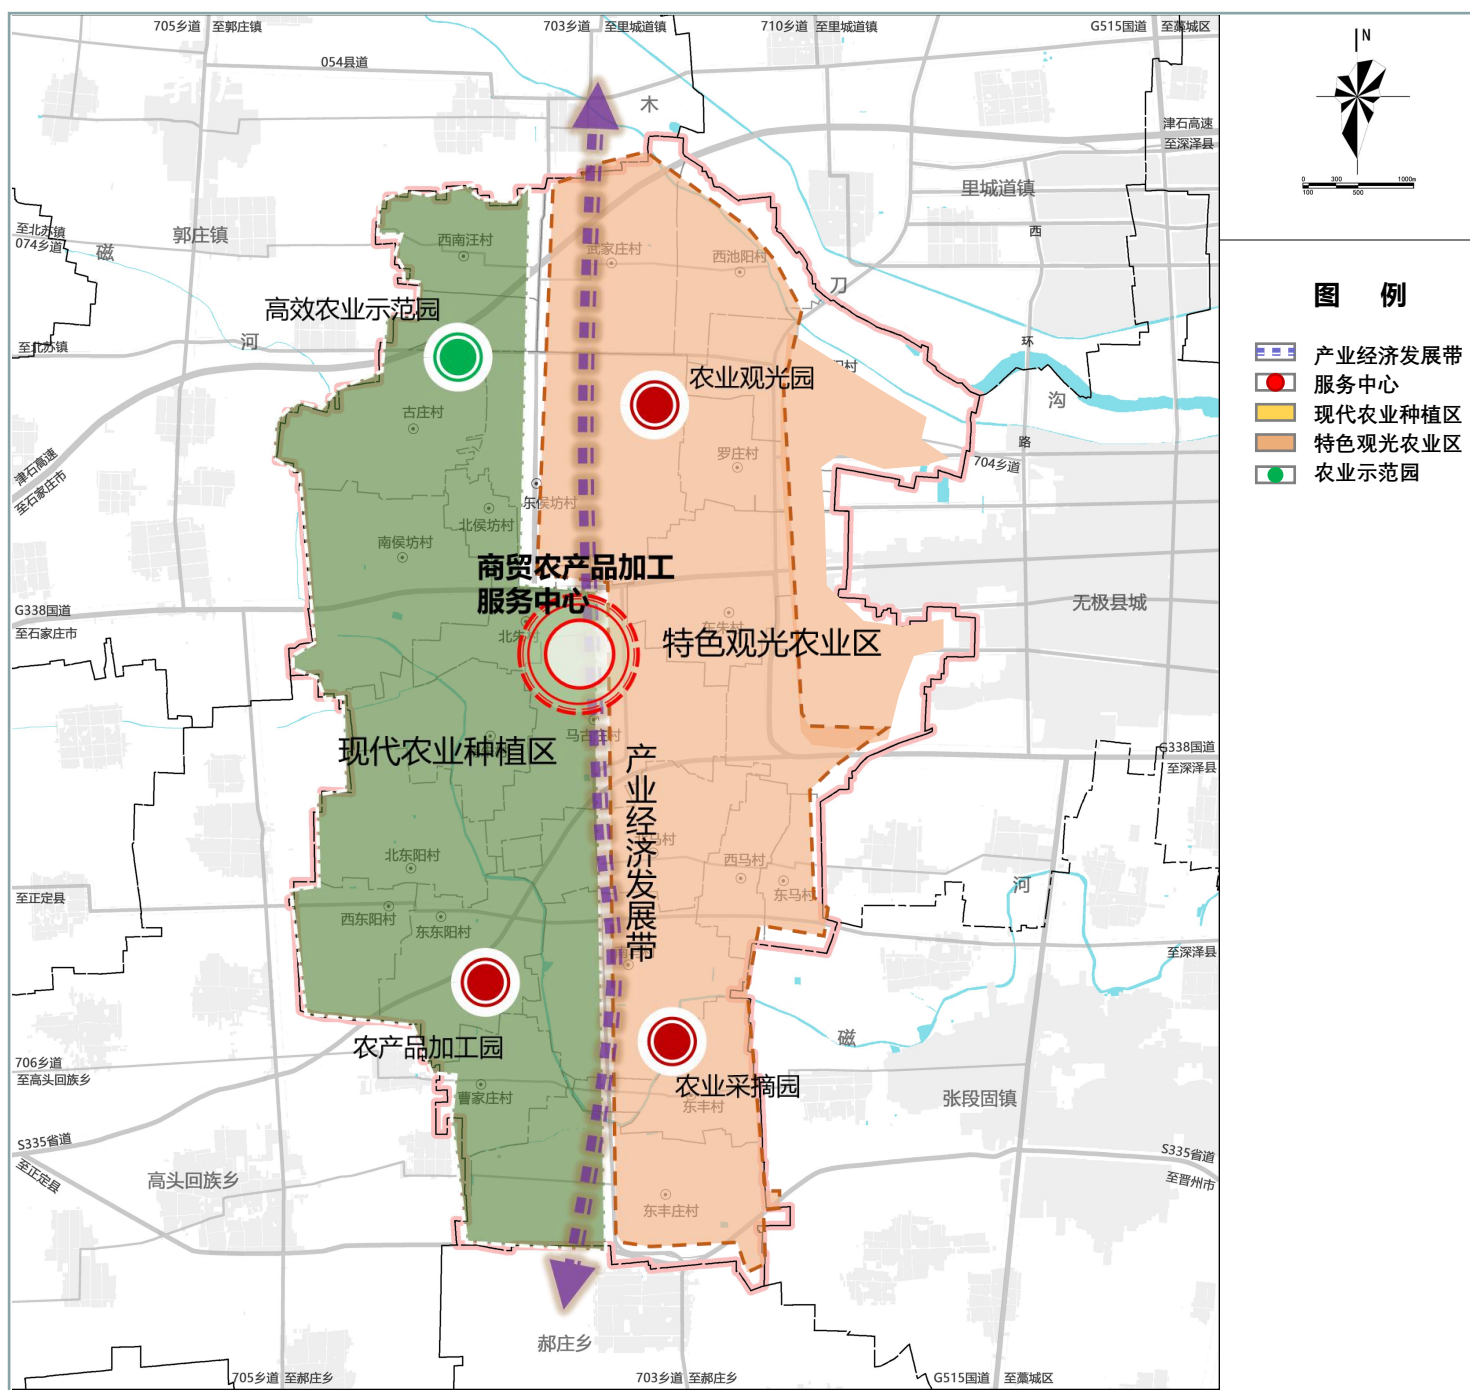 705乡道 至郭庄镇
703乡道 至里城道镇
710乡道 至里城道镇
G515国道 至藁城区
054县道
木
津石高速
至深泽县
里城道镇
至北苏镇
074乡道
磁
郭庄镇
西
西南汪村
武家庄村
西池阳村
刀
高效农业示范园
河
至北苏镇
环
农业观光园
沟
古庄村
罗庄村
路
704乡道
津石高速
至石家庄市
东侯坊村
北侯坊村
南侯坊村
商贸农产品加工
服务中心
G338国道
至石家庄市
无极县城
东朱村
特色观光农业区
马古庄村
现代农业种植区
产业经济发展带
G338国道
至深泽县
北东阳村
西马村
东马村
河
至正定县
西东阳村
东东阳村
至深泽县
磁
农产品加工园
706乡道
至高头回族乡
农业采摘园
曹家庄村
东丰村
张段固镇
S335省道
至正定县
S335省道
至晋州市
高头回族乡
东丰庄村
郝庄乡
705乡道 至郝庄乡
703乡道 至郝庄乡
G515国道 至藁城区
N
0 300 1000m
100 500
图 例
产业经济发展带
服务中心
现代农业种植区
特色观光农业区
农业示范园